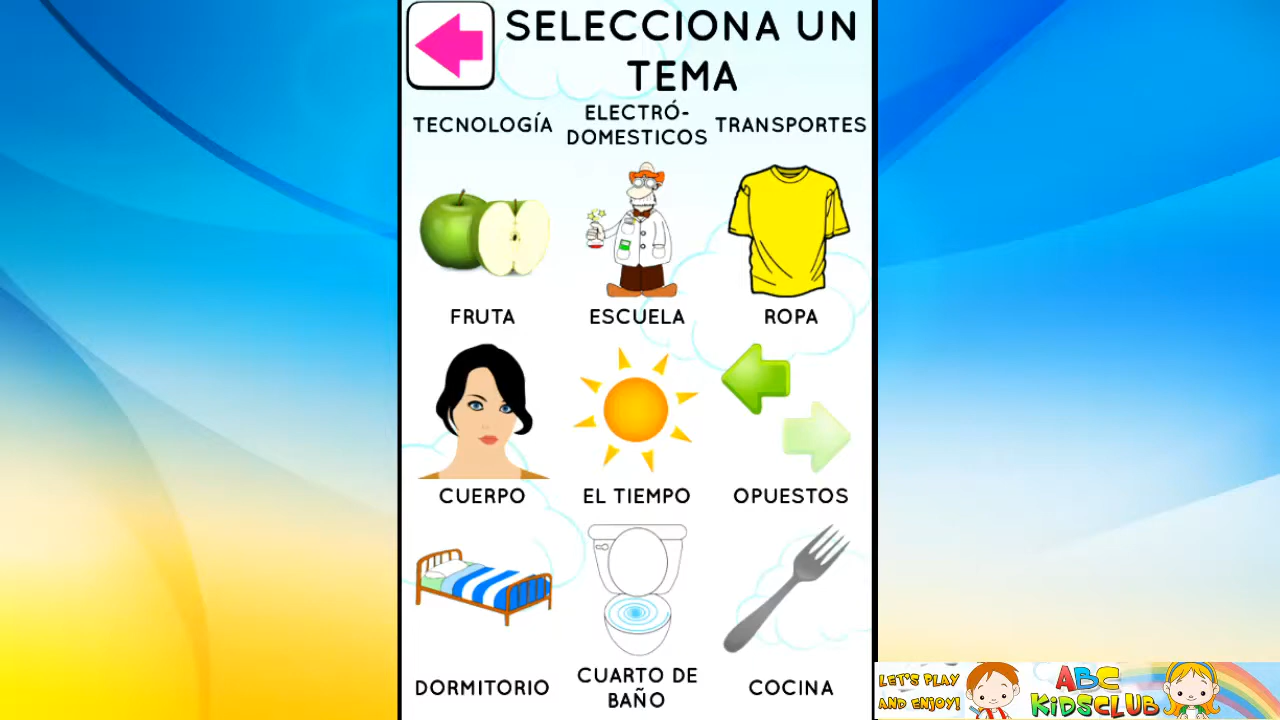 SELECCIONA UN
TEMA
TECNOLOGÍA
ELECTRÓ-
DOMESTICOS
TRANSPORTES
FRUTA
ESCUELA
ROPA
CUERPO
EL TIEMPO
OPUESTOS
DORMITORIO
CUARTO DE
BAÑO
COCINA
LET'S PLAY
AND ENJOY!
ABC
KIDSCLUB